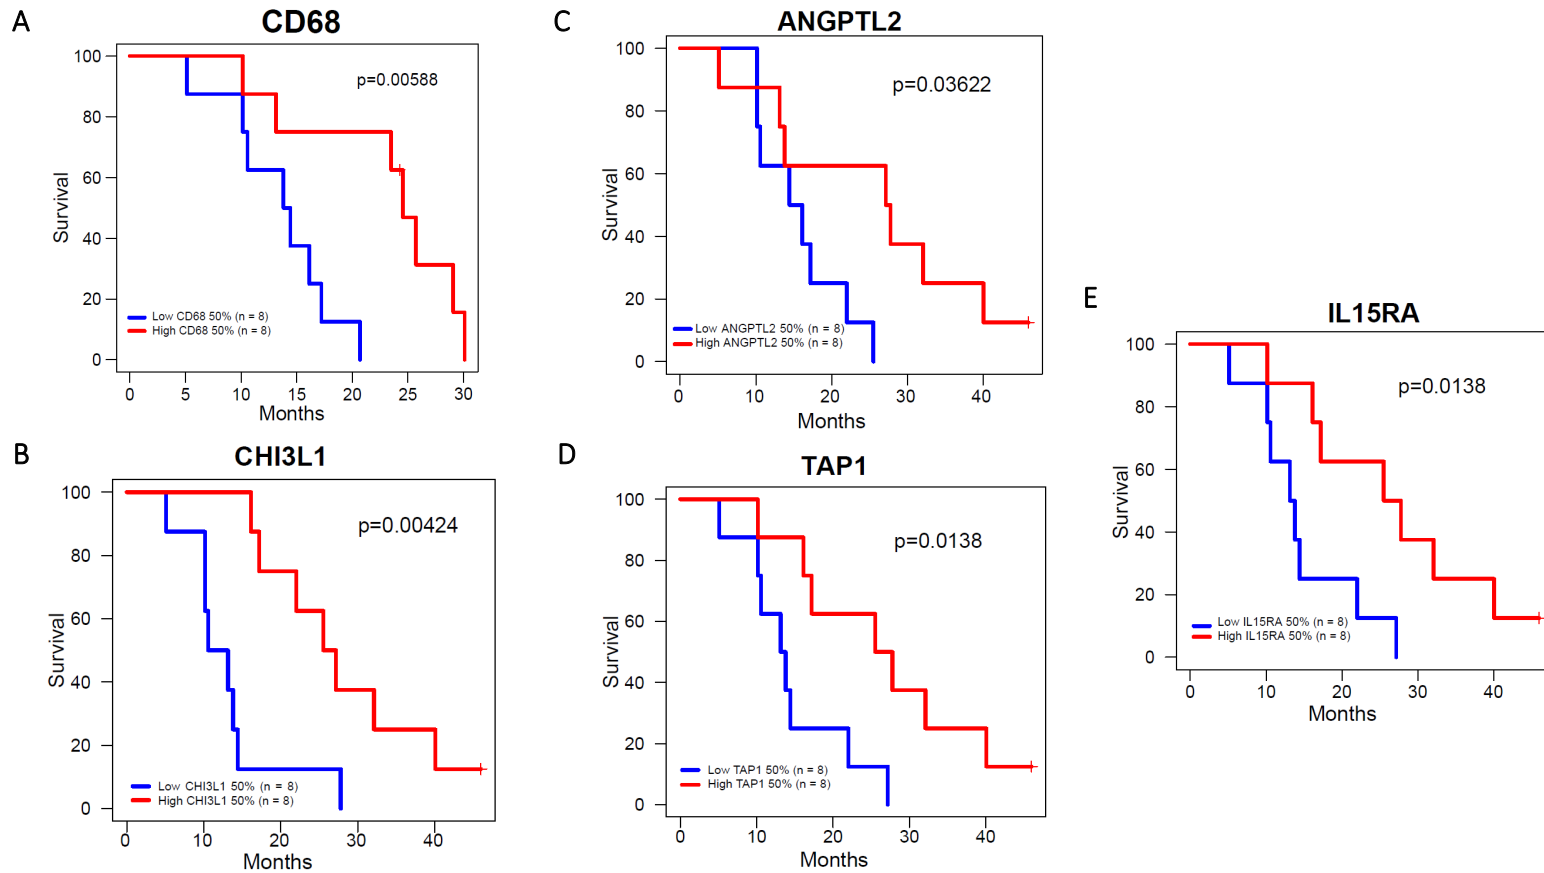 A
CD68
100
80
60
40
20
0
Survival
p=0.00588
Low CD68 50% (n = 8)
High CD68 50% (n = 8)
0 5 10 15 20 25 30
Months
B
CHI3L1
100
80
60
40
20
0
Survival
p=0.00424
Low CHI3L1 50% (n = 8)
High CHI3L1 50% (n = 8)
0 10 20 30 40
Months
C
ANGPTL2
100
80
60
40
20
0
Survival
p=0.03622
Low ANGPTL2 50% (n = 8)
High ANGPTL2 50% (n = 8)
0 10 20 30 40
Months
D
TAP1
100
80
60
40
20
0
Survival
p=0.0138
Low TAP1 50% (n = 8)
High TAP1 50% (n = 8)
0 10 20 30 40
Months
E
IL15RA
100
80
60
40
20
0
Survival
p=0.0138
Low IL15RA 50% (n = 8)
High IL15RA 50% (n = 8)
0 10 20 30 40
Months